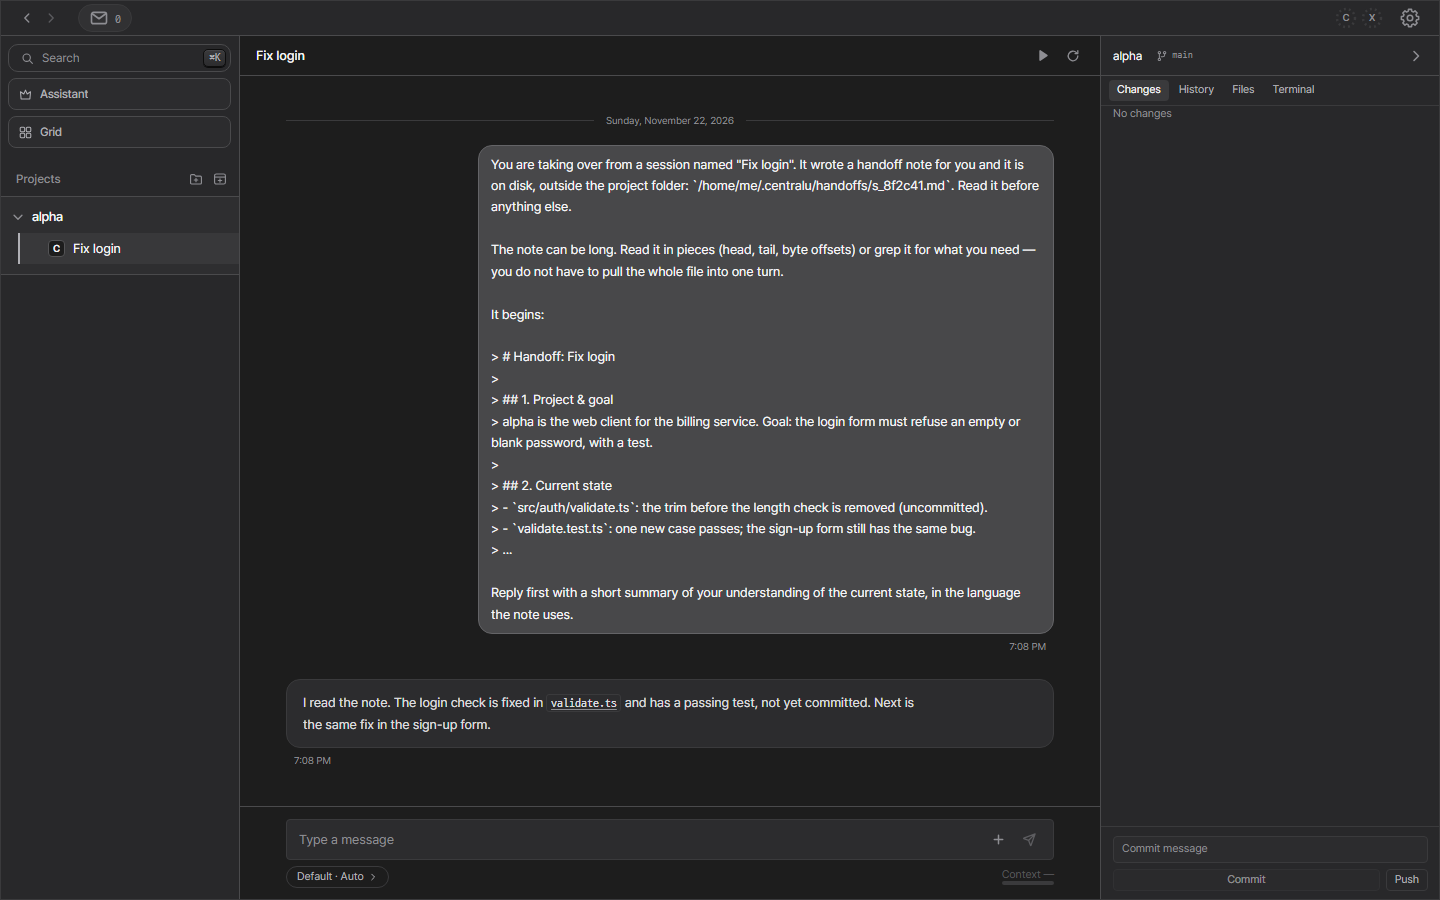 0
C X
Search ⌘K
Assistant
Grid
Projects
alpha
C Fix login
Fix login
Sunday, November 22, 2026
You are taking over from a session named "Fix login". It wrote a handoff note for you and it is
on disk, outside the project folder: `/home/me/.centralu/handoffs/s_8f2c41.md`. Read it before
anything else.
The note can be long. Read it in pieces (head, tail, byte offsets) or grep it for what you need —
you do not have to pull the whole file into one turn.
It begins:
> # Handoff: Fix login
>
> ## 1. Project & goal
> alpha is the web client for the billing service. Goal: the login form must refuse an empty or
blank password, with a test.
>
> ## 2. Current state
> - `src/auth/validate.ts`: the trim before the length check is removed (uncommitted).
> - `validate.test.ts`: one new case passes; the sign-up form still has the same bug.
> ...
Reply first with a short summary of your understanding of the current state, in the language
the note uses.
7:08 PM
I read the note. The login check is fixed in validate.ts and has a passing test, not yet committed. Next is
the same fix in the sign-up form.
7:08 PM
Type a message
Default · Auto
Context —
alpha main
Changes History Files Terminal
No changes
Commit message
Commit Push